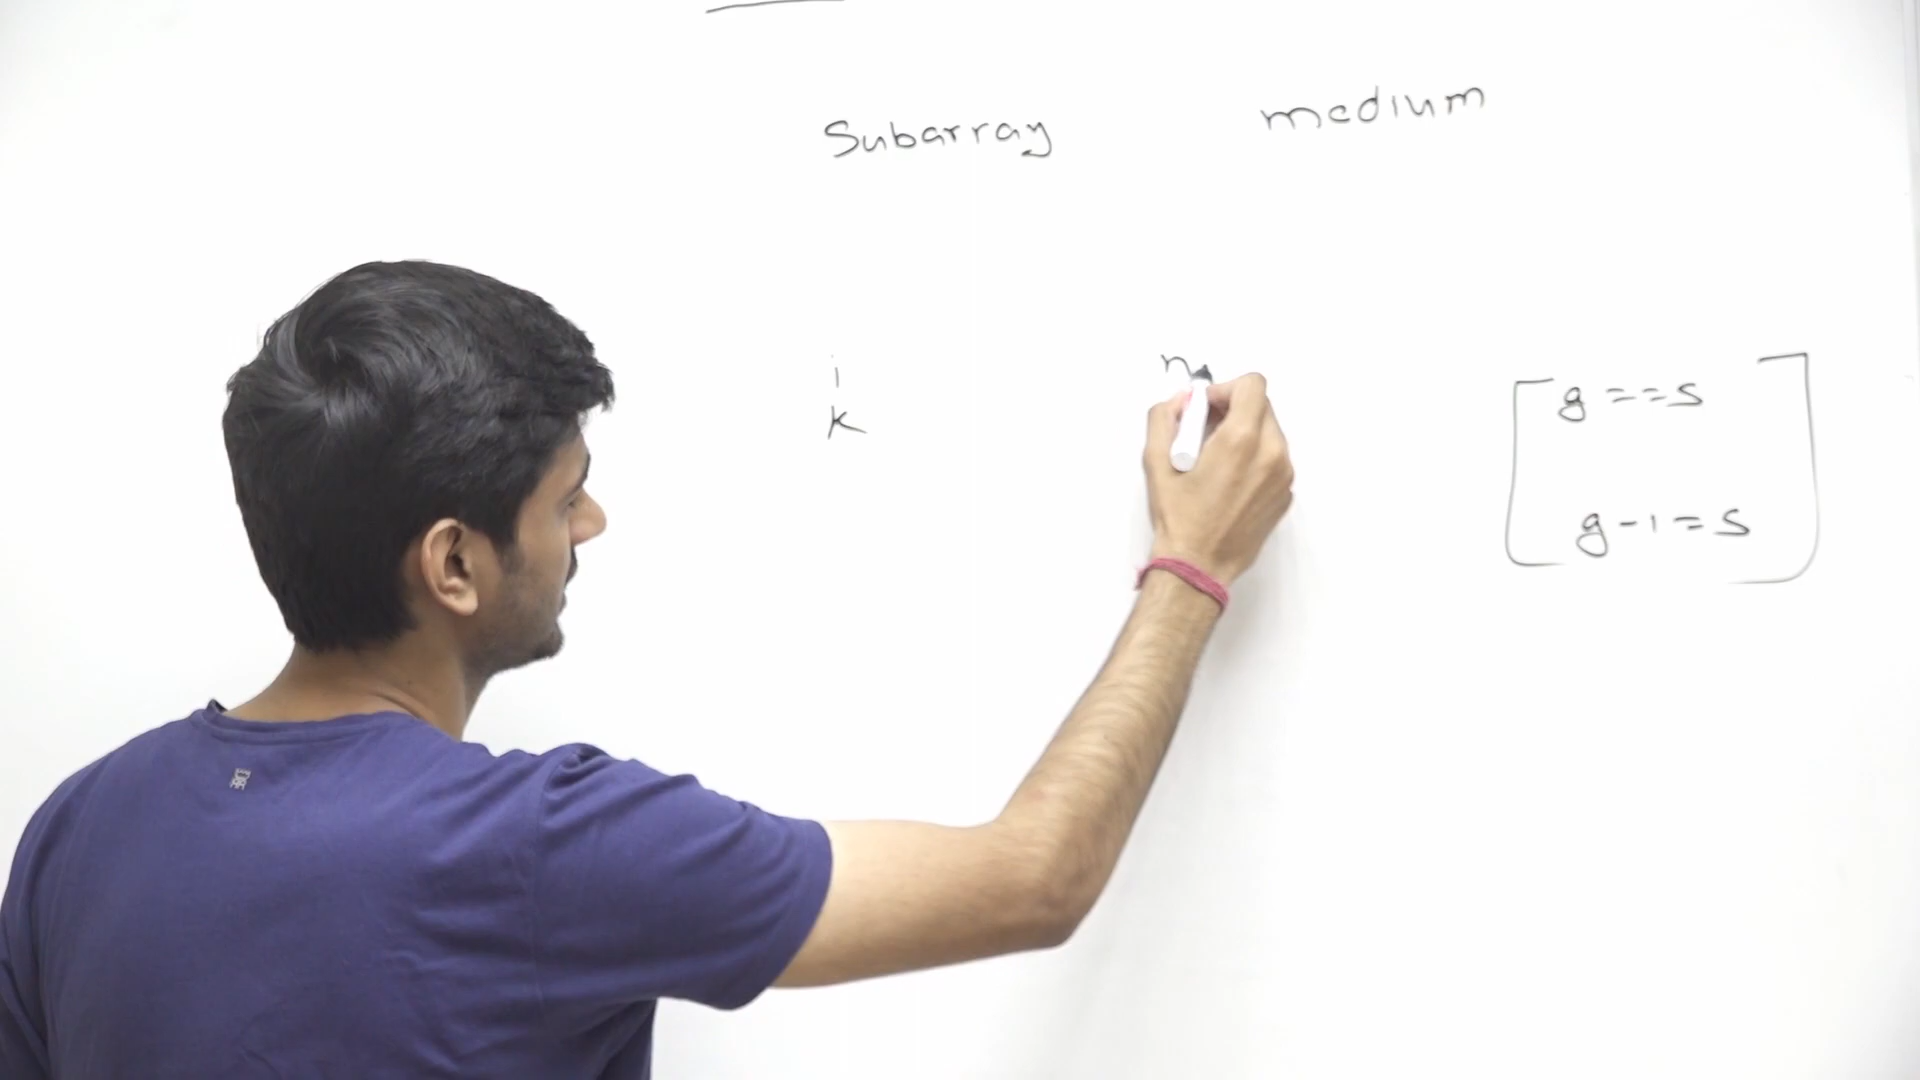 Subarray medium
i n
k
g == s
g - 1 = s